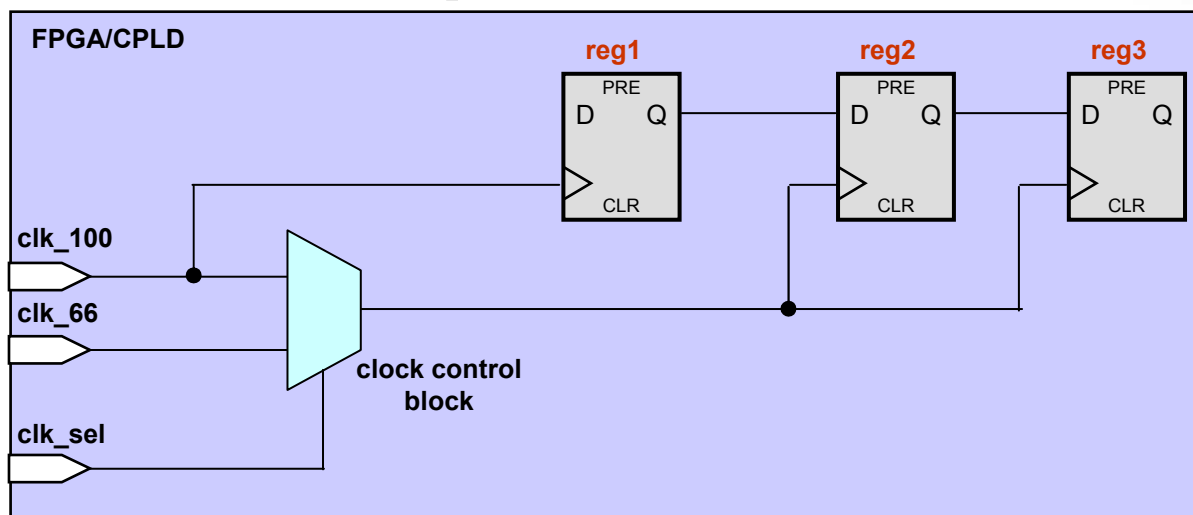 FPGA/CPLD
reg1
reg2
reg3
PRE
D Q
CLR
PRE
D Q
CLR
PRE
D Q
CLR
clk_100
clk_66
clock control
block
clk_sel